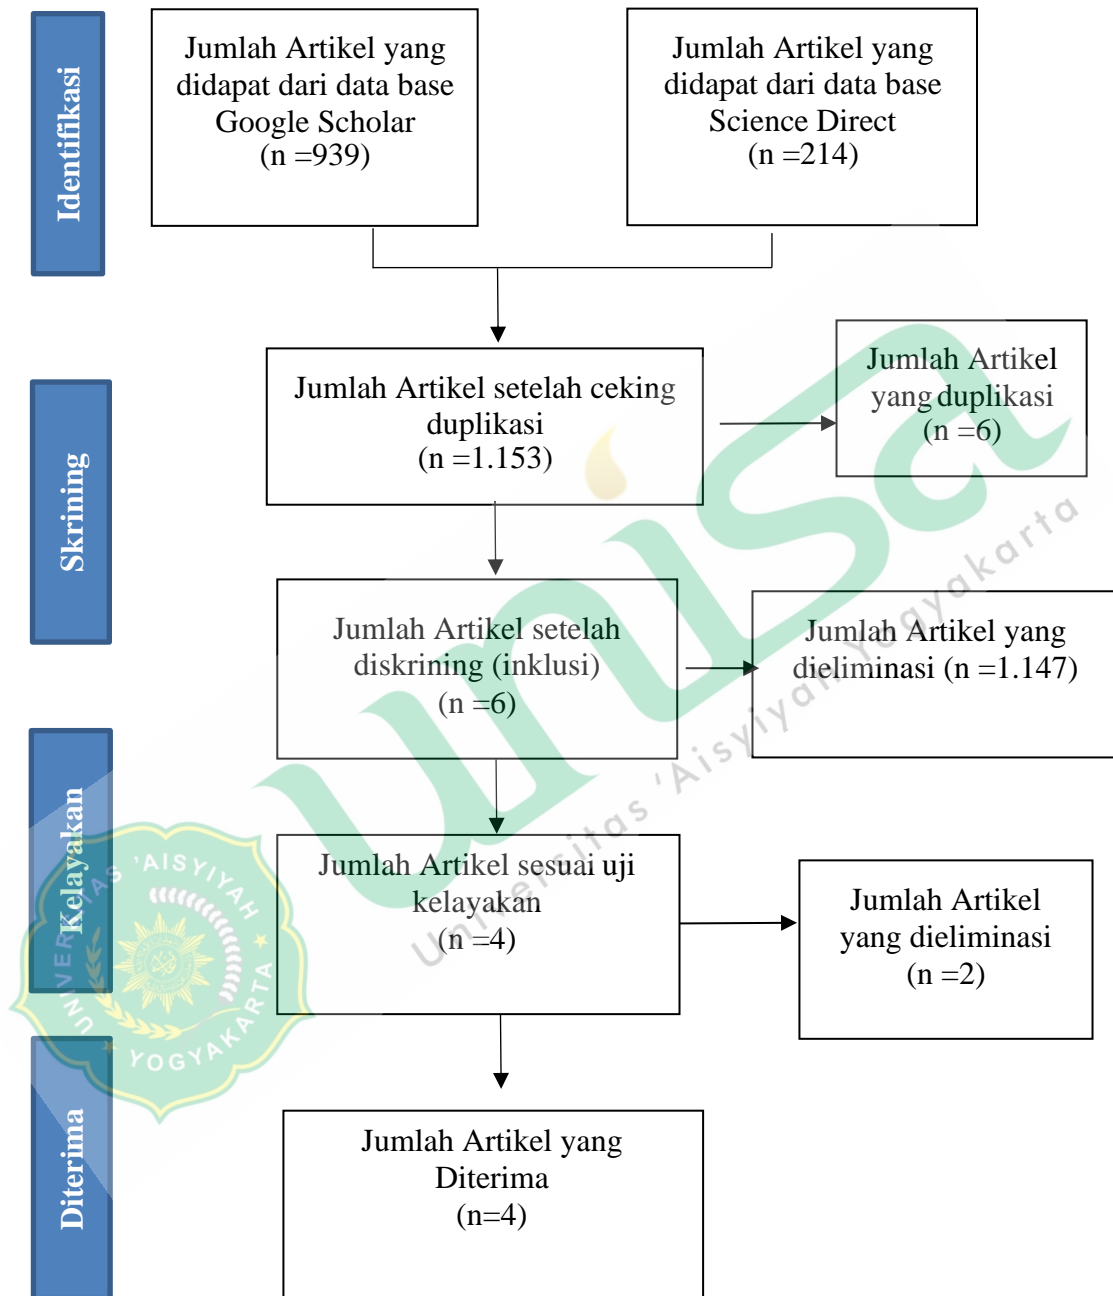 Identifikasi
Jumlah Artikel yang
didapat dari data base
Google Scholar
(n =939)
Jumlah Artikel yang
didapat dari data base
Science Direct
(n =214)
Skrining
Jumlah Artikel setelah ceking
duplikasi
(n =1.153)
Jumlah Artikel
yang duplikasi
(n =6)
Jumlah Artikel setelah
diskrining (inklusi)
(n =6)
Jumlah Artikel yang
dieliminasi (n =1.147)
Kelayakan
Jumlah Artikel sesuai uji
kelayakan
(n =4)
Jumlah Artikel
yang dieliminasi
(n =2)
Diterima
Jumlah Artikel yang
Diterima
(n=4)
unisa
Universitas 'Aisyiyah Yogyakarta
UNIVERSITAS 'AISYIYAH
YOGYAKARTA